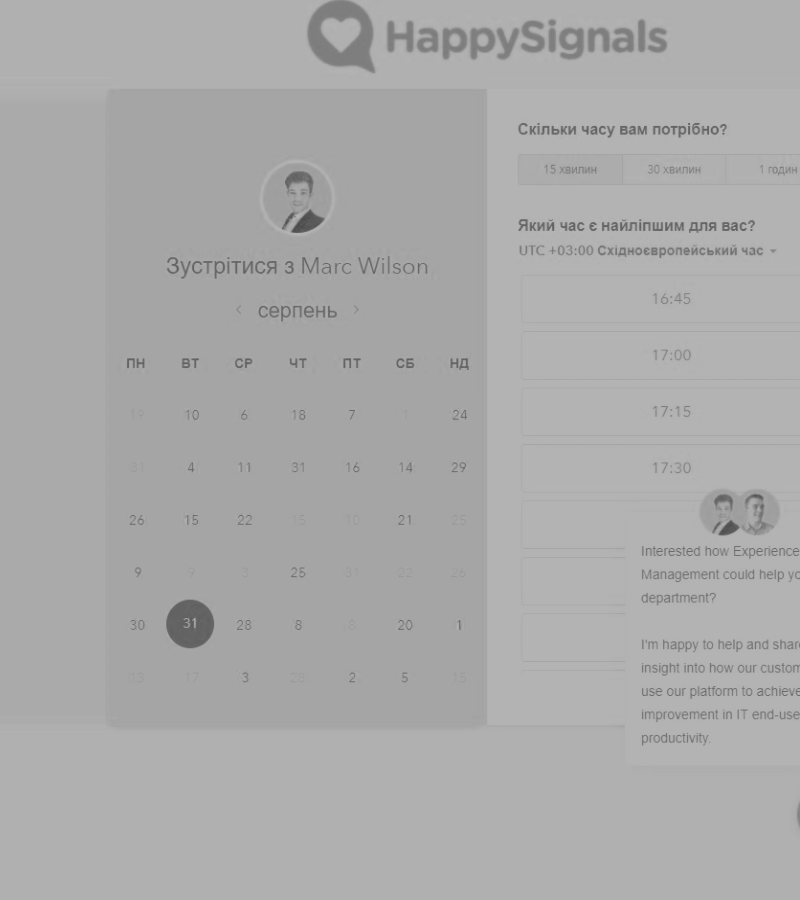 HappySignals
Зустрітися з Marc Wilson
серпень
ПН ВТ СР ЧТ ПТ СБ НД
19 10 6 18 7 1 24
4 11 31 16 14 29
26 15 22 15 10 21 25
9 9 3 25 22 26
30 31 28 8 8 20 1
17 3 28 2 5 15
Скільки часу вам потрібно?
15 хвилин 30 хвилин 1 годин
Який час є найліпшим для вас?
UTC +03:00 Східноєвропейський час
16:45
17:00
17:15
17:30
Interested how Experience
Management could help yo
department?
I'm happy to help and share
insight into how our custom
use our platform to achieve
improvement in IT end-use
productivity.